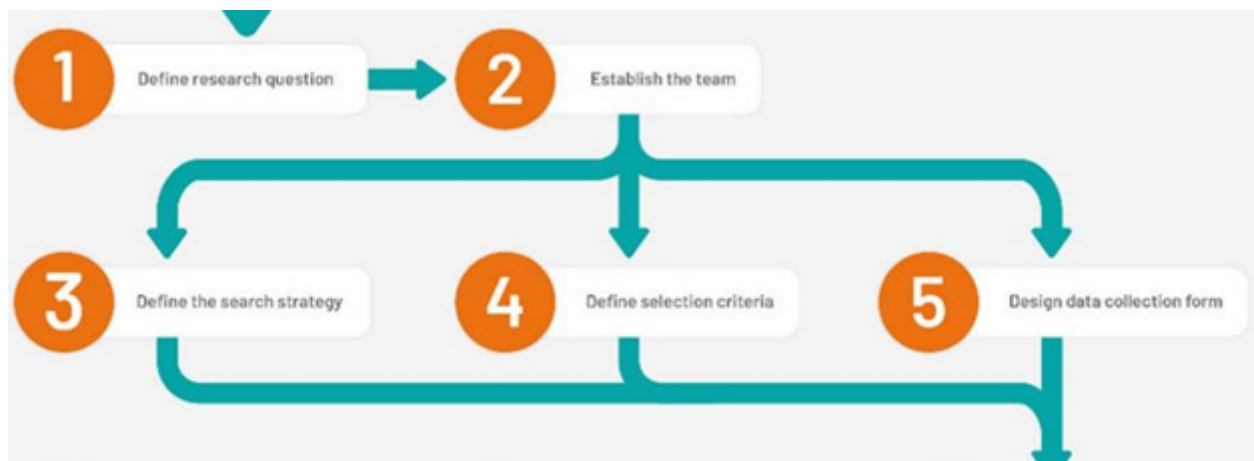 1 Define research question
2 Establish the team
3 Define the search strategy
4 Define selection criteria
5 Design data collection form